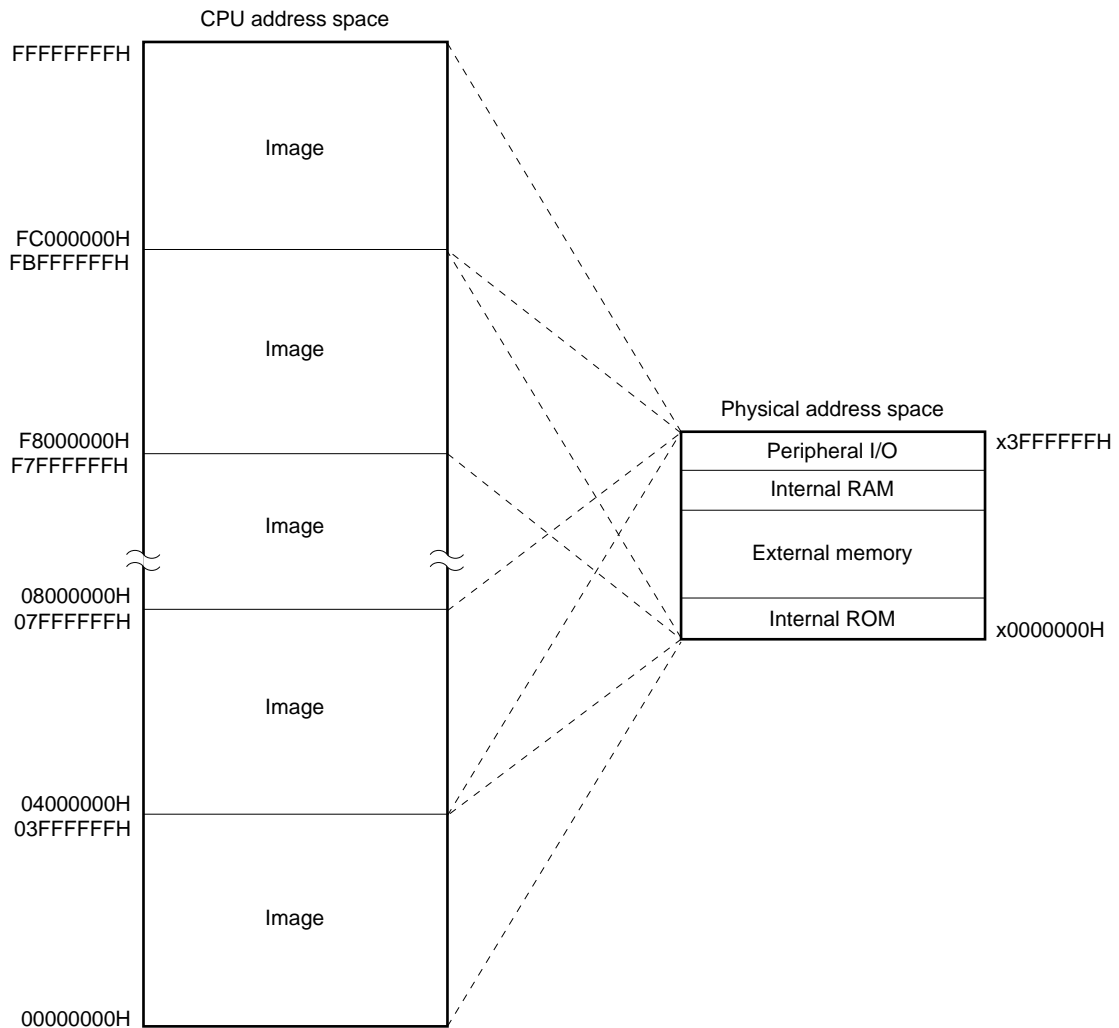 CPU address space
FFFFFFFFH
Image
FC000000H
FBFFFFFFH
Image
F8000000H
F7FFFFFFH
Image
08000000H
07FFFFFFH
Image
04000000H
03FFFFFFH
Image
00000000H
Physical address space
Peripheral I/O
x3FFFFFFH
Internal RAM
External memory
Internal ROM
x0000000H